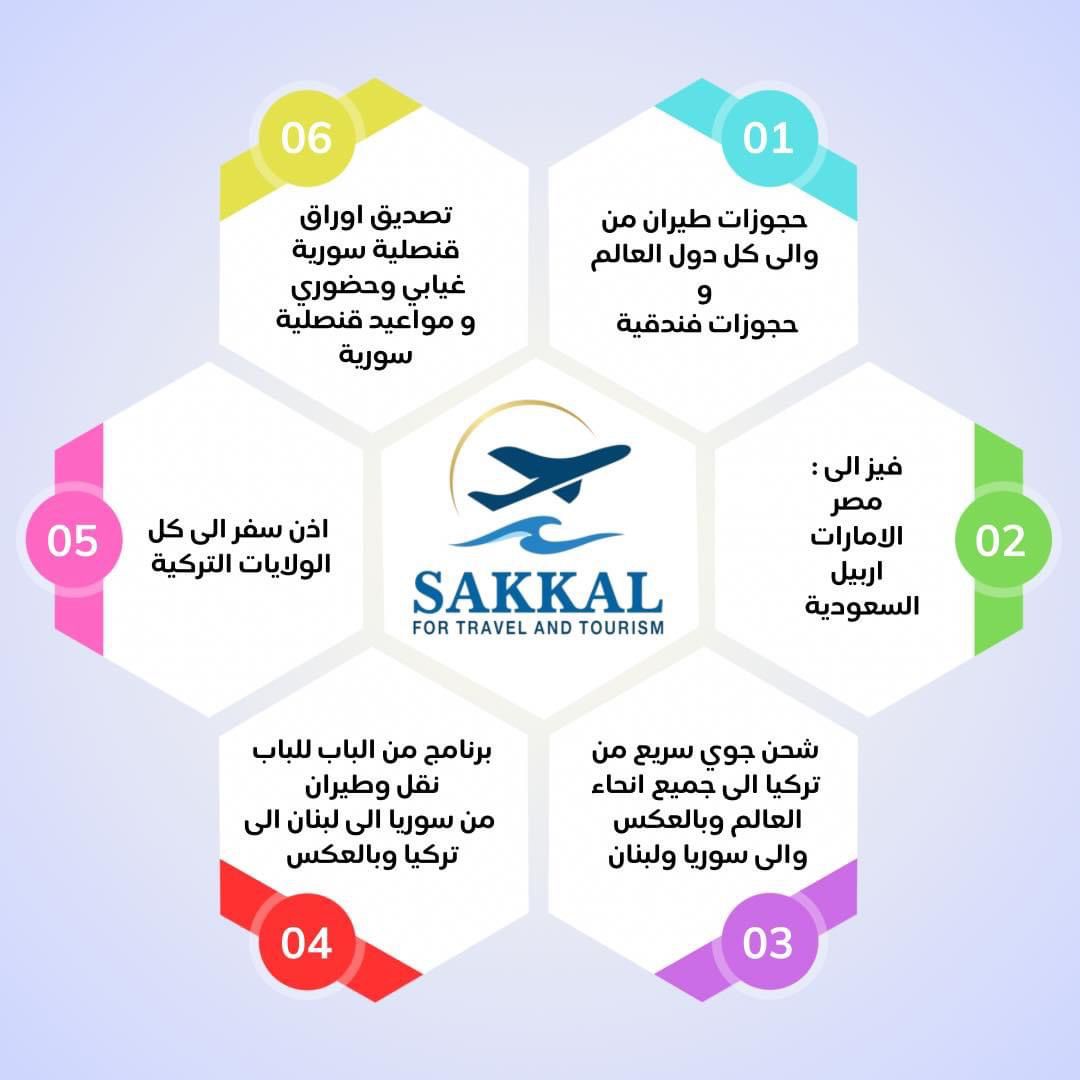 01
حجوزات طيران من
والى كل دول العالم
و
حجوزات فندقية
02
فيز الى :
مصر
الامارات
اربيل
السعودية
03
شحن جوي سريع من
تركيا الى جميع انحاء
العالم وبالعكس
والى سوريا ولبنان
04
برنامج من الباب للباب
نقل وطيران
من سوريا الى لبنان الى
تركيا وبالعكس
05
اذن سفر الى كل
الولايات التركية
06
تصديق اوراق
قنصلية سورية
غيابي وحضوري
و مواعيد قنصلية
سورية
SAKKAL
FOR TRAVEL AND TOURISM